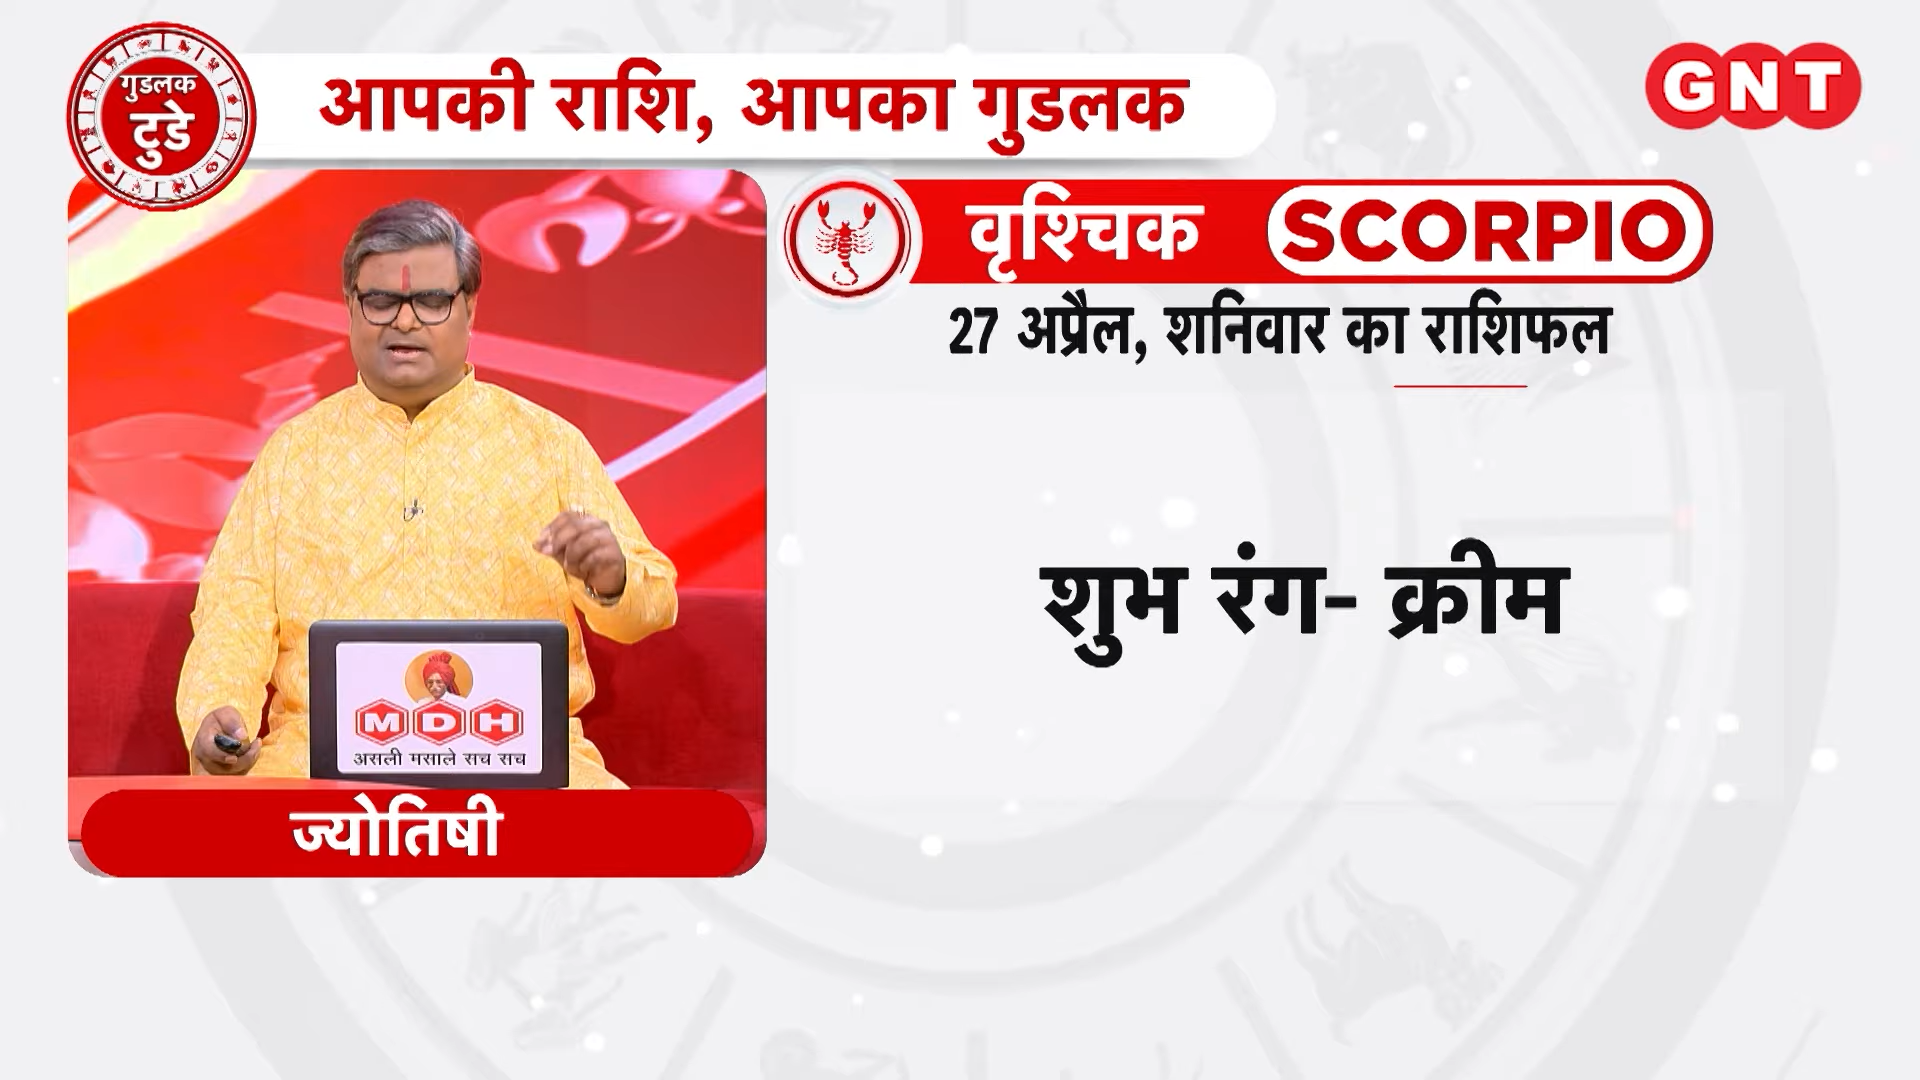 गुडलक
टुडे
आपकी राशि, आपका गुडलक
GNT
वृश्चिक SCORPIO
27 अप्रैल, शनिवार का राशिफल
शुभ रंग- क्रीम
MDH
असली मसाले सच सच
ज्योतिषी